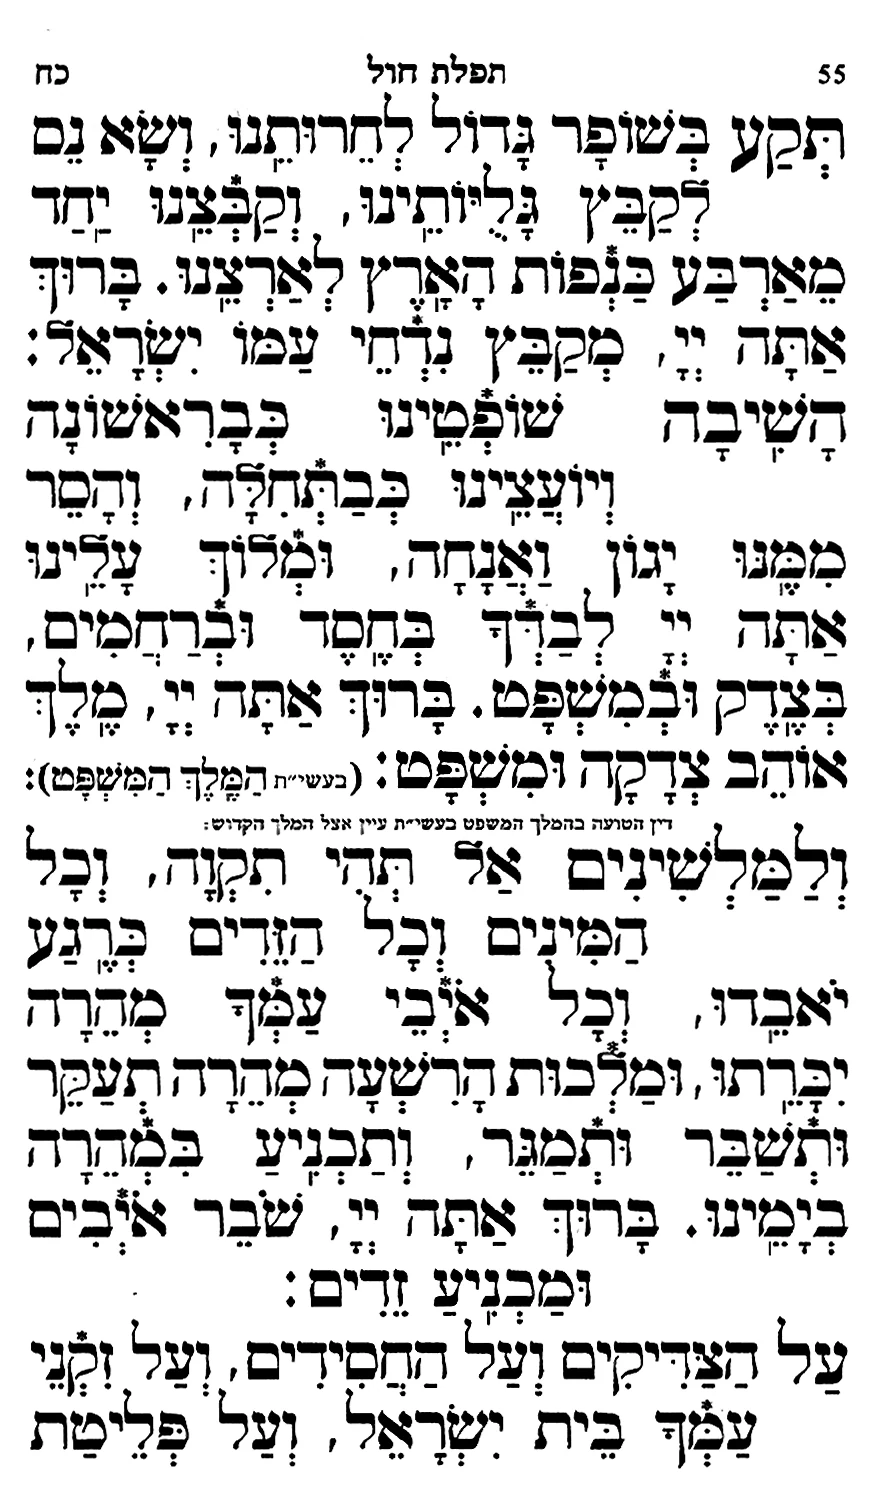 55 תפלת חול כח
תְּקַע בְּשׁוֹפָר גָּדוֹל לְחֵרוּתֵֽנוּ, וְשָׂא נֵס
לְקַבֵּץ גָּלֻיּוֹתֵֽינוּ, וְקַבְּ֯צֵֽנוּ יַֽחַד
מֵאַרְבַּע כַּנְ֯פוֹת הָאָֽרֶץ לְאַרְצֵֽנוּ. בָּרוּךְ
אַתָּה יְיָ, מְקַבֵּץ נִדְ֯חֵי עַמּוֹ יִשְׂרָאֵל:
הָשִֽׁיבָה שׁוֹפְ֯טֵֽינוּ כְּבָרִאשׁוֹנָה
וְיוֹעֲצֵֽינוּ כְּבַתְּ֯חִלָּה, וְהָסֵר
מִמֶּֽנּוּ יָגוֹן וַאֲנָחָה, וּמְ֯לוֹךְ עָלֵֽינוּ
אַתָּה יְיָ לְבַדְּ֯ךָ בְּחֶֽסֶד וּבְ֯רַחֲמִים,
בְּצֶֽדֶק וּבְ֯מִשְׁפָּט. בָּרוּךְ אַתָּה יְיָ, מֶֽלֶךְ
אוֹהֵב צְדָקָה וּמִשְׁפָּט: (בעשי״ת הַמֶּֽלֶךְ הַמִּשְׁפָּט):
דין הטועה בהמלך המשפט בעשי״ת עיין אצל המלך הקדוש:
וְלַמַּלְשִׁינִים אַל תְּהִי תִקְוָה, וְכָל
הַמִּינִים וְכָל הַזֵּדִים כְּרֶֽגַע
יֹאבֵֽדוּ, וְכָל אֹיְ֯בֵי עַמְּ֯ךָ מְהֵרָה
יִכָּרֵֽתוּ, וּמַלְ֯כוּת הָרִשְׁעָה מְהֵרָה תְעַקֵּר
וּתְ֯שַׁבֵּר וּתְ֯מַגֵּר, וְתַכְנִֽיעַ בִּמְ֯הֵרָה
בְיָמֵֽינוּ. בָּרוּךְ אַתָּה יְיָ, שֹׁבֵר אֹיְ֯בִים
וּמַכְנִֽיעַ זֵדִים:
עַל הַצַּדִּיקִים וְעַל הַחֲסִידִים, וְעַל זִקְ֯נֵי
עַמְּ֯ךָ בֵּית יִשְׂרָאֵל, וְעַל פְּלֵיטַת